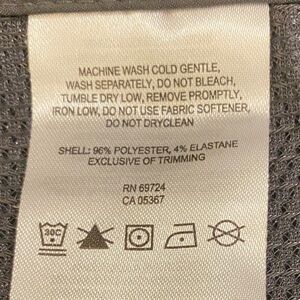 MACHINE WASH COLD GENTLE,
WASH SEPARATELY, DO NOT BLEACH,
TUMBLE DRY LOW, REMOVE PROMPTLY,
IRON LOW, DO NOT USE FABRIC SOFTENER,
DO NOT DRYCLEAN
SHELL: 96% POLYESTER, 4% ELASTANE
EXCLUSIVE OF TRIMMING
RN 69724
CA 05367
30C